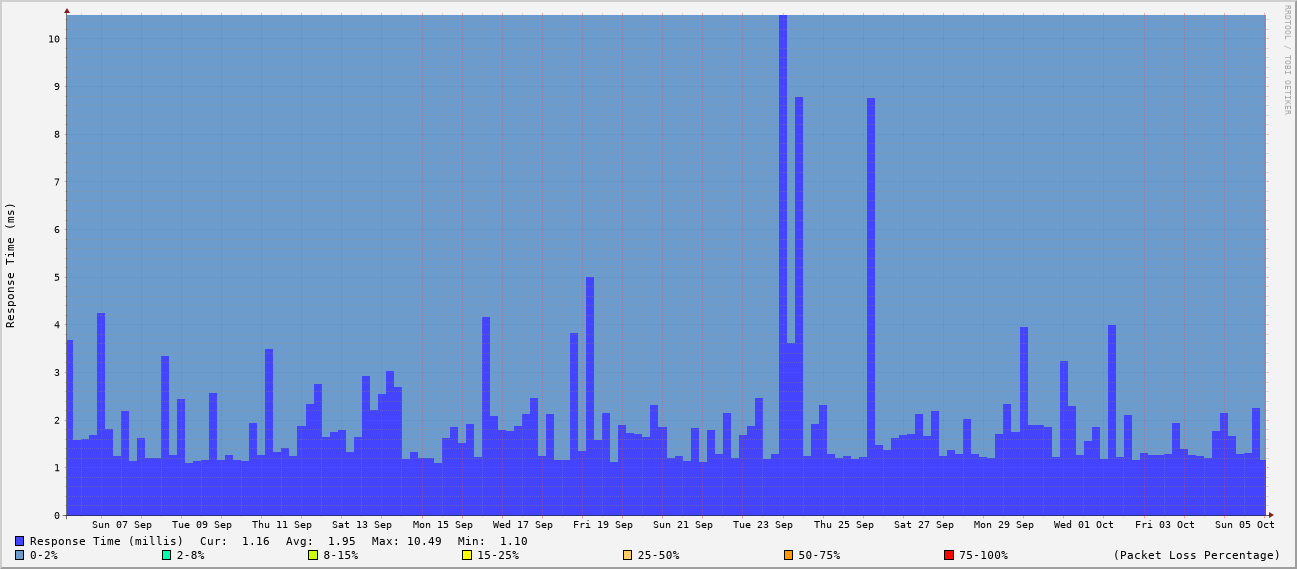 RRDTOOL / TOBI OETIKER
Response Time (ms)
10
9
8
7
6
5
4
3
2
1
0
Sun 07 Sep Tue 09 Sep Thu 11 Sep Sat 13 Sep Mon 15 Sep Wed 17 Sep Fri 19 Sep Sun 21 Sep Tue 23 Sep Thu 25 Sep Sat 27 Sep Mon 29 Sep Wed 01 Oct Fri 03 Oct Sun 05 Oct
Response Time (millis) Cur: 1.16 Avg: 1.95 Max: 10.49 Min: 1.10
0-2% 2-8% 8-15% 15-25% 25-50% 50-75% 75-100% (Packet Loss Percentage)